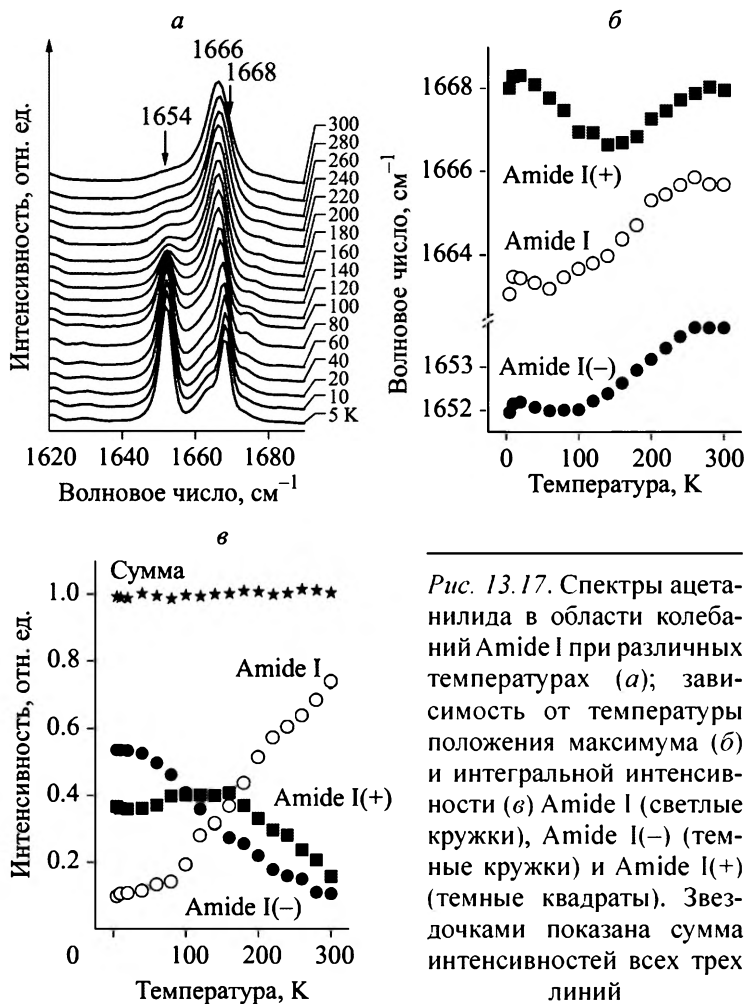 а
1666
1668
1654
Интенсивность, отн. ед.
300
280
260
240
220
200
180
160
140
120
100
80
60
40
20
10
5 K
1620 1640 1660 1680
Волновое число, см⁻¹
б
Волновое число, см⁻¹
1668
1666
1664
1653
1652
Amide I(+)
Amide I
Amide I(–)
0 100 200 300
Температура, K
в
Интенсивность, отн. ед.
1.0
0.8
0.6
0.4
0.2
0
Сумма
Amide I
Amide I(+)
Amide I(–)
0 100 200 300
Температура, K
Рис. 13.17. Спектры ацета-
нилида в области колеба-
ний Amide I при различных
температурах (а); зави-
симость от температуры
положения максимума (б)
и интегральной интенсив-
ности (в) Amide I (светлые
кружки), Amide I(–) (тем-
ные кружки) и Amide I(+)
(темные квадраты). Звез-
дочками показана сумма
интенсивностей всех трех
линий